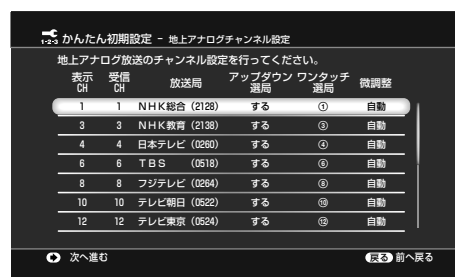 1-2-3 かんたん初期設定 - 地上アナログチャンネル設定
地上アナログ放送のチャンネル設定を行ってください。
表示CH 受信CH 放送局 アップダウン選局 ワンタッチ選局 微調整
1 1 NHK総合 (2128) する ① 自動
3 3 NHK教育 (2138) する ③ 自動
4 4 日本テレビ (0260) する ④ 自動
6 6 TBS (0518) する ⑥ 自動
8 8 フジテレビ (0264) する ⑧ 自動
10 10 テレビ朝日 (0522) する ⑩ 自動
12 12 テレビ東京 (0524) する ⑫ 自動
次へ進む 戻る 前へ戻る